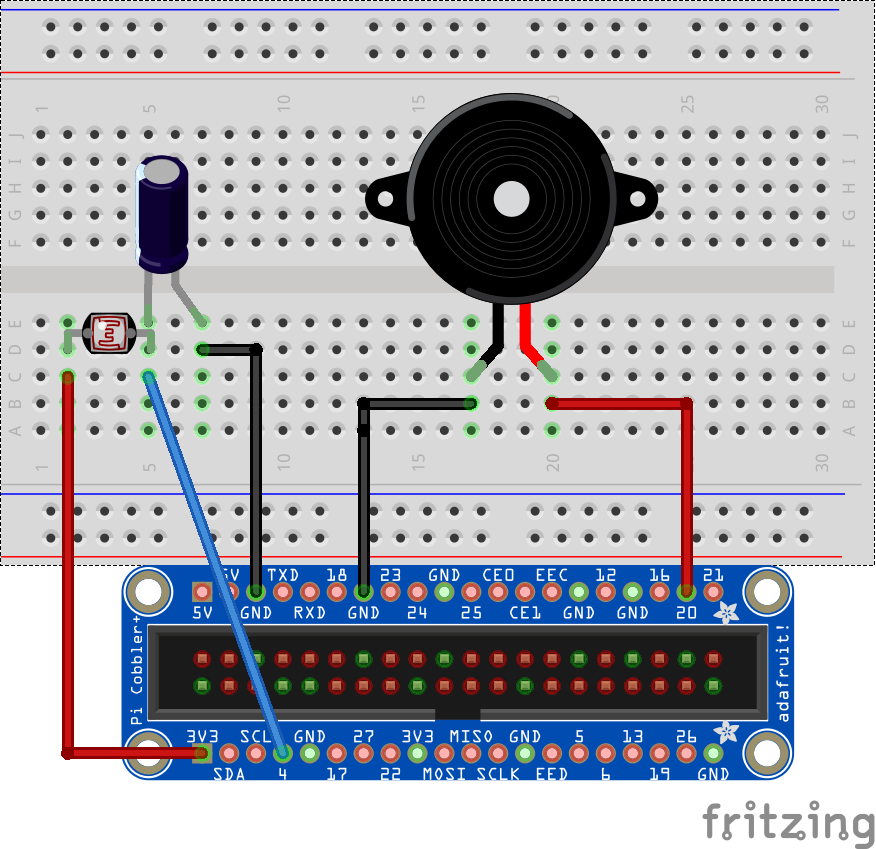 1 5 10 15 0 25 30
J J
I I
H H
G G
F F
E E
D D
C C
B B
A A
1 5 10 15 20 25 30
5V TXD 18 23 GND CE0 EEC 12 16 21
5V GND RXD GND 24 25 CE1 GND GND 20
Pi Cobbler+
adafruit!
3V3 SCL GND 27 3V3 MISO GND 5 13 26
SDA 4 17 22 MOSI SCLK EED 6 19 GND
fritzing